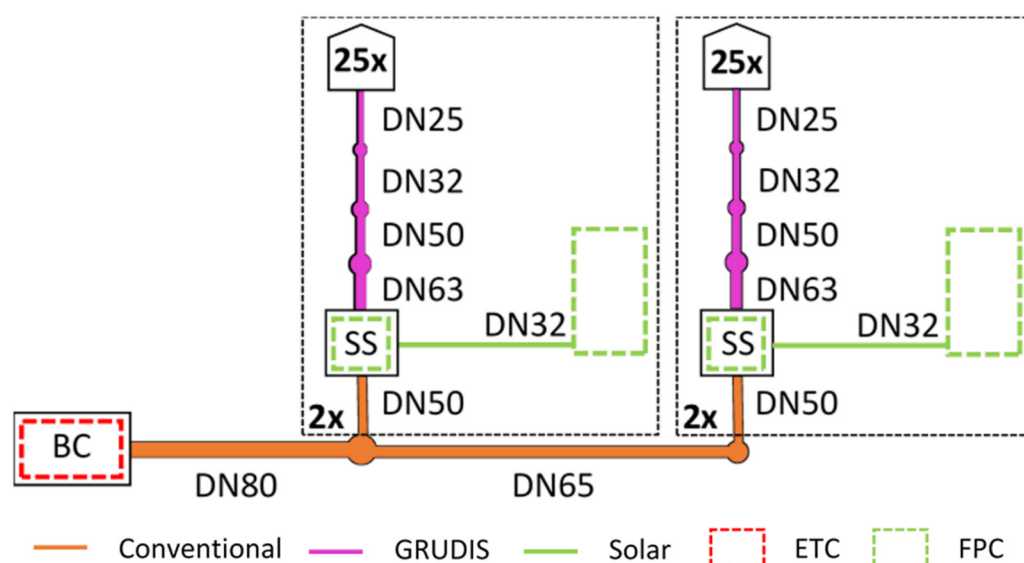 25x 25x
DN25 DN25
DN32 DN32
DN50 DN50
DN63 DN63
SS DN32 SS DN32
2x DN50 2x DN50
BC
DN80 DN65
Conventional GRUDIS Solar ETC FPC